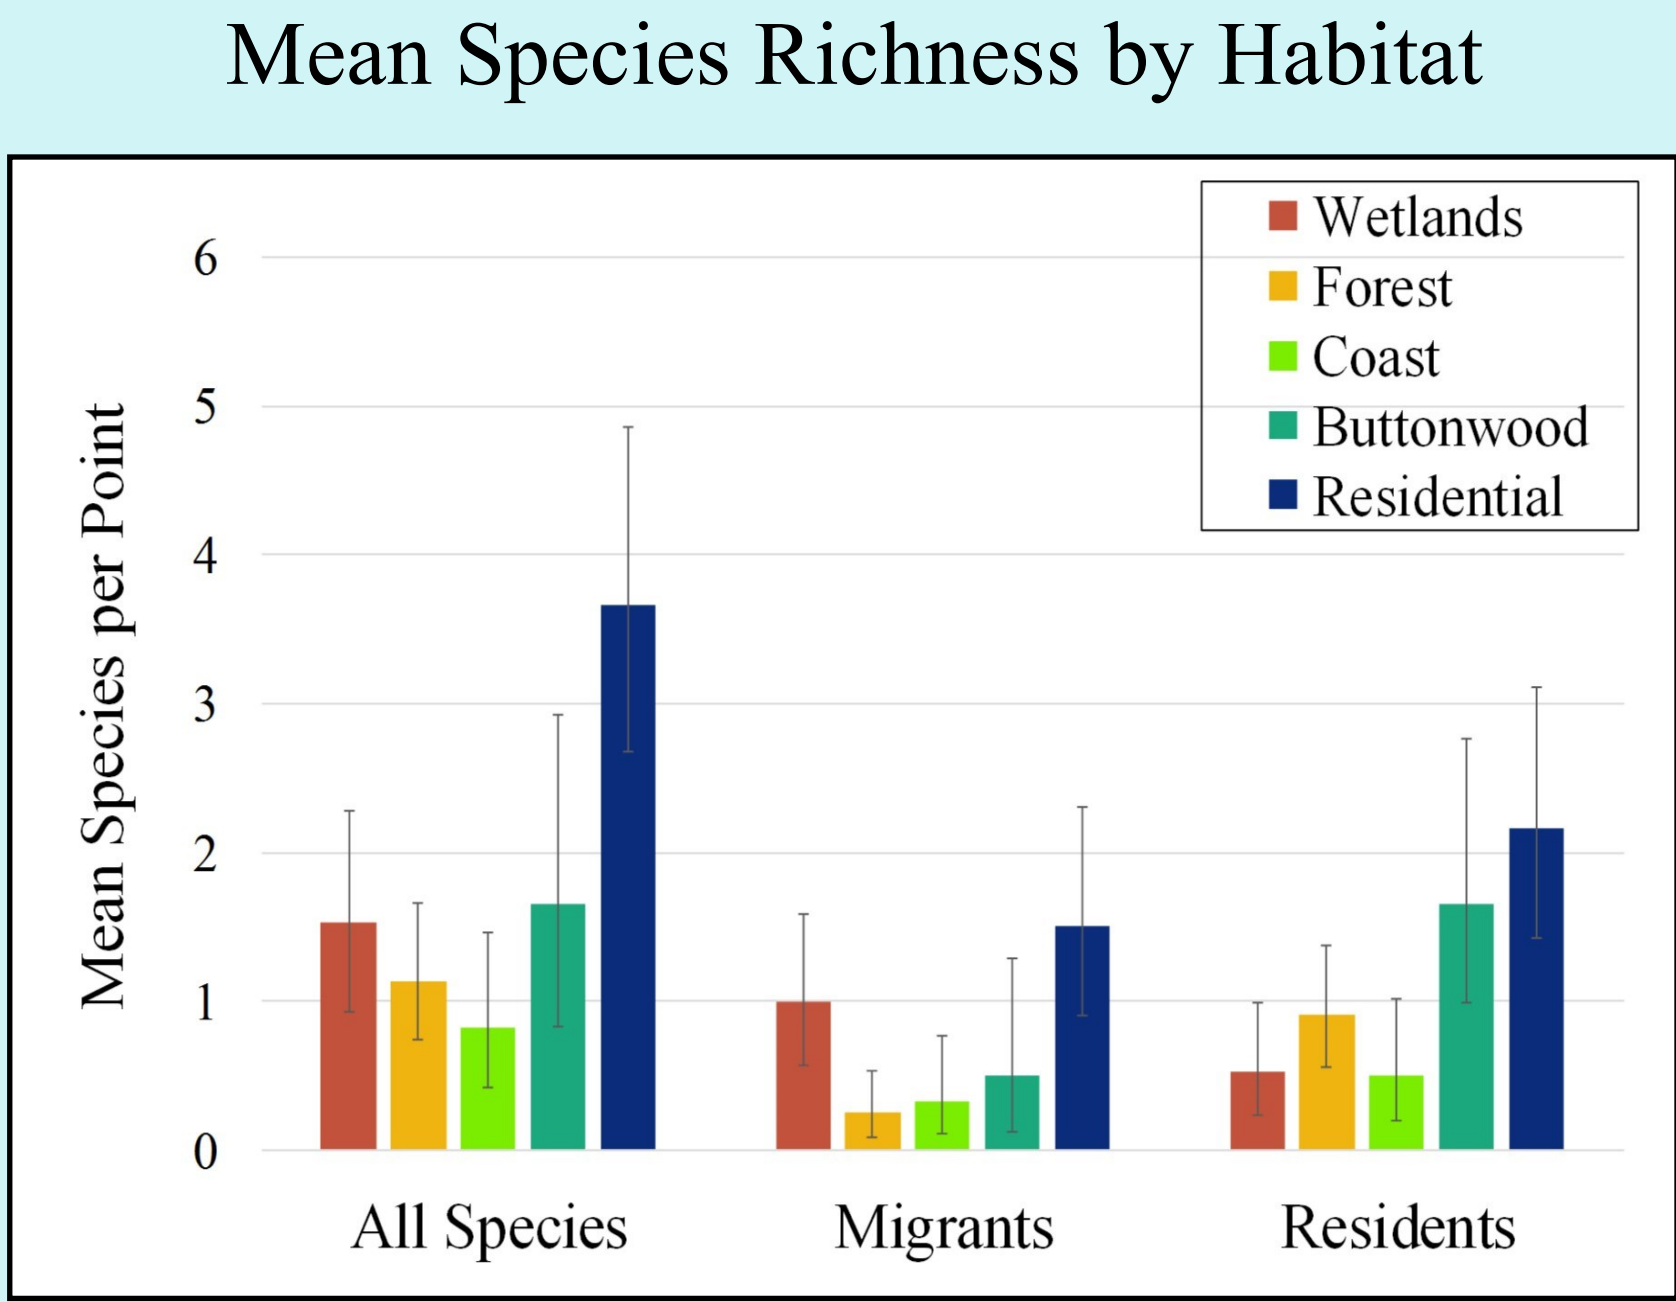 Mean Species Richness by Habitat
Wetlands
Forest
Coast
Buttonwood
Residential
Mean Species per Point
6
5
4
3
2
1
0
All Species
Migrants
Residents